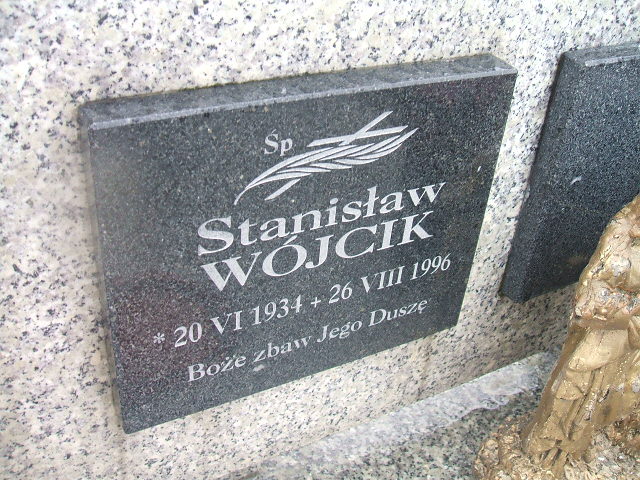 Śp
Stanisław
WÓJCIK
* 20 VI 1934 + 26 VIII 1996
Boże zbaw Jego Duszę